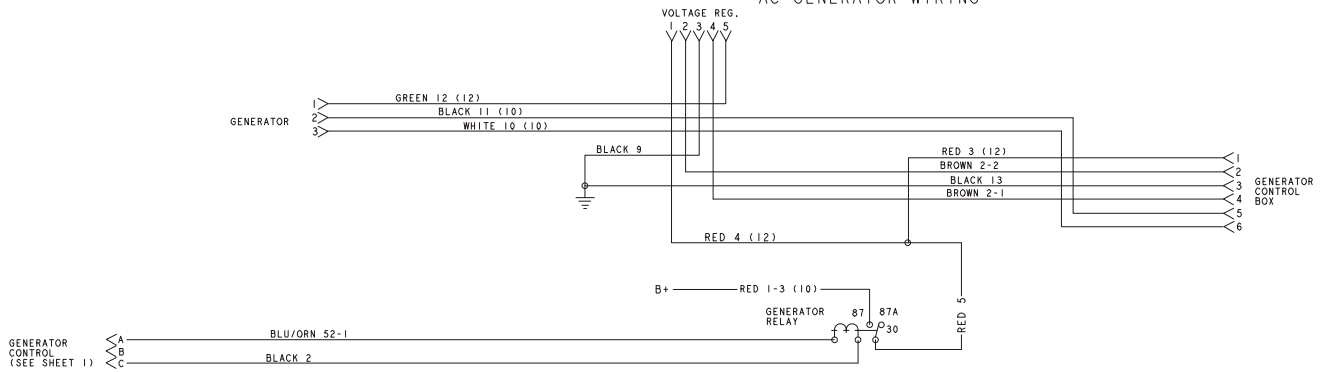 AC GENERATOR WIRING
VOLTAGE REG.
1 2 3 4 5
GENERATOR
1
2
3
GREEN 12 (12)
BLACK 11 (10)
WHITE 10 (10)
BLACK 9
RED 3 (12)
BROWN 2-2
BLACK 13
BROWN 2-1
1
2
3
4
5
6
GENERATOR
CONTROL
BOX
RED 4 (12)
RED 5
B+
RED 1-3 (10)
GENERATOR
RELAY
87 87A
30
GENERATOR
CONTROL
(SEE SHEET 1)
A
B
C
BLU/ORN 52-1
BLACK 2